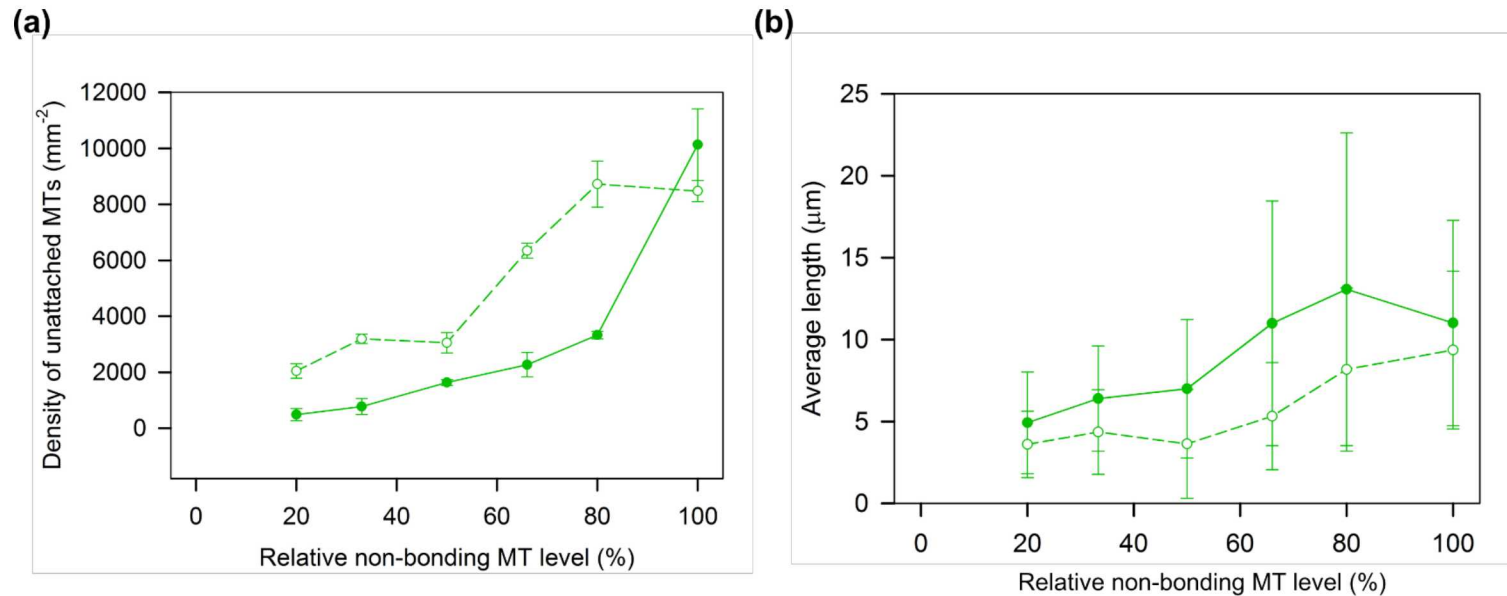 (a)
12000
10000
8000
6000
4000
2000
0
Density of unattached MTs (mm-2)
0 20 40 60 80 100
Relative non-bonding MT level (%)
(b)
25
20
15
10
5
0
Average length (μm)
0 20 40 60 80 100
Relative non-bonding MT level (%)